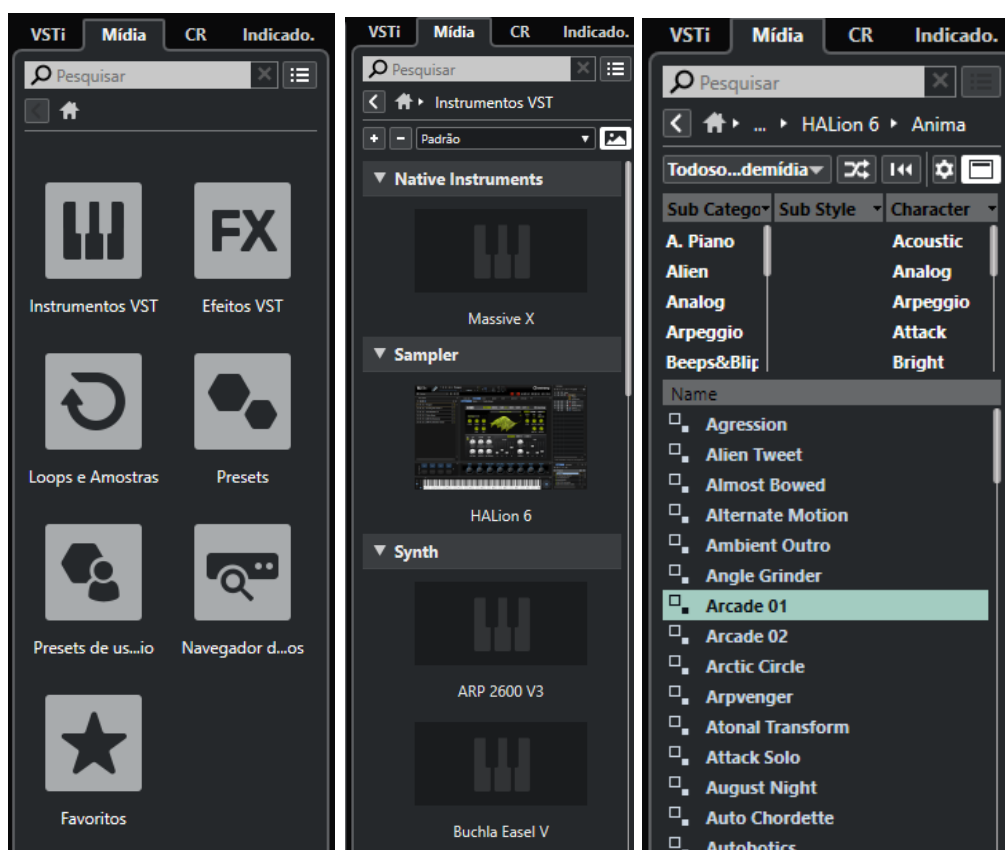 VSTi Mídia CR Indicado.
Pesquisar
Instrumentos VST Efeitos VST
Loops e Amostras Presets
Presets de us...io Navegador d...os
Favoritos
VSTi Mídia CR Indicado.
Pesquisar
Instrumentos VST
Padrão
Native Instruments
Massive X
Sampler
HALion 6
Synth
ARP 2600 V3
Buchla Easel V
VSTi Mídia CR Indicado.
Pesquisar
... HALion 6 Anima
Todoso...demídia
Sub Catego Sub Style Character
A. Piano Acoustic
Alien Analog
Analog Arpeggio
Arpeggio Attack
Beeps&Blip Bright
Name
Agression
Alien Tweet
Almost Bowed
Alternate Motion
Ambient Outro
Angle Grinder
Arcade 01
Arcade 02
Arctic Circle
Arpvenger
Atonal Transform
Attack Solo
August Night
Auto Chordette
Autobotics